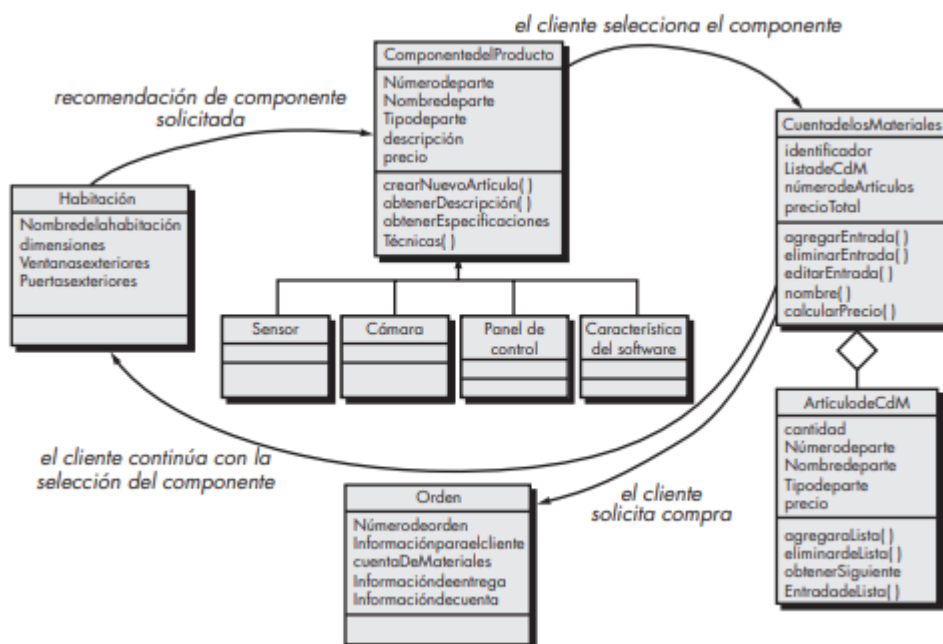 el cliente selecciona el componente
recomendación de componente
solicitada
ComponentedelProducto
Númerodeparte
Nombredeparte
Tipodeparte
descripción
precio
crearNuevoArtículo( )
obtenerDescripción( )
obtenerEspecificaciones
Técnicas( )
CuentadelosMateriales
identificador
ListadeCdM
númerodeArtículos
precioTotal
agregarEntrada( )
eliminarEntrada( )
editarEntrada( )
nombre( )
calcularPrecio( )
Habitación
Nombredelahabitación
dimensiones
Ventanasexteriores
Puertasexteriores
Sensor
Cámara
Panel de
control
Característica
del software
ArtículodeCdM
cantidad
Númerodeparte
Nombredeparte
Tipodeparte
precio
agregaraLista( )
eliminardeLista( )
obtenerSiguiente
EntradadeLista( )
el cliente continúa con la
selección del componente
Orden
Númerodeorden
Informaciónparaelcliente
cuentaDeMateriales
Informacióndeentrega
Informacióndecuenta
el cliente
solicita compra